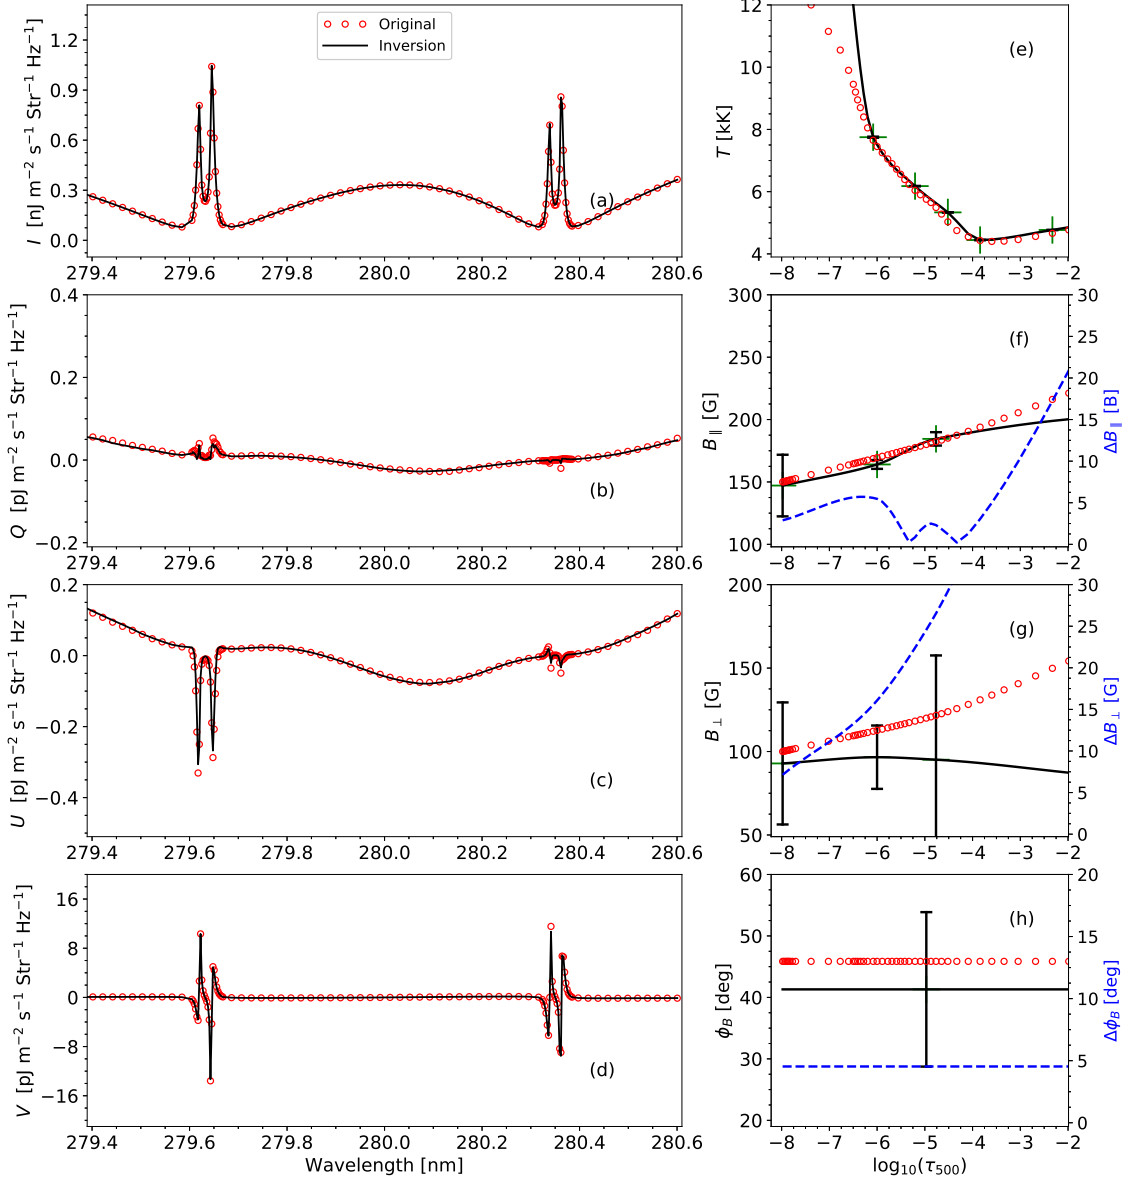 Original
Inversion
I [nJ m−2 s−1 Str−1 Hz−1]
1.2
0.9
0.6
0.3
0.0
(a)
279.4 279.6 279.8 280.0 280.2 280.4 280.6
T [kK]
12
10
8
6
4
(e)
−8 −7 −6 −5 −4 −3 −2
Q [pJ m−2 s−1 Str−1 Hz−1]
0.4
0.2
0.0
−0.2
(b)
279.4 279.6 279.8 280.0 280.2 280.4 280.6
B∥ [G]
300
250
200
150
100
(f)
30
25
20
15
10
5
0
ΔB∥ [B]
−8 −7 −6 −5 −4 −3 −2
U [pJ m−2 s−1 Str−1 Hz−1]
0.2
0.0
−0.2
−0.4
(c)
279.4 279.6 279.8 280.0 280.2 280.4 280.6
B⊥ [G]
200
150
100
50
(g)
30
25
20
15
10
5
0
ΔB⊥ [G]
−8 −7 −6 −5 −4 −3 −2
V [pJ m−2 s−1 Str−1 Hz−1]
16
8
0
−8
−16
(d)
279.4 279.6 279.8 280.0 280.2 280.4 280.6
Wavelength [nm]
ϕB [deg]
60
50
40
30
20
(h)
20
15
10
5
0
ΔϕB [deg]
−8 −7 −6 −5 −4 −3 −2
log10(τ500)